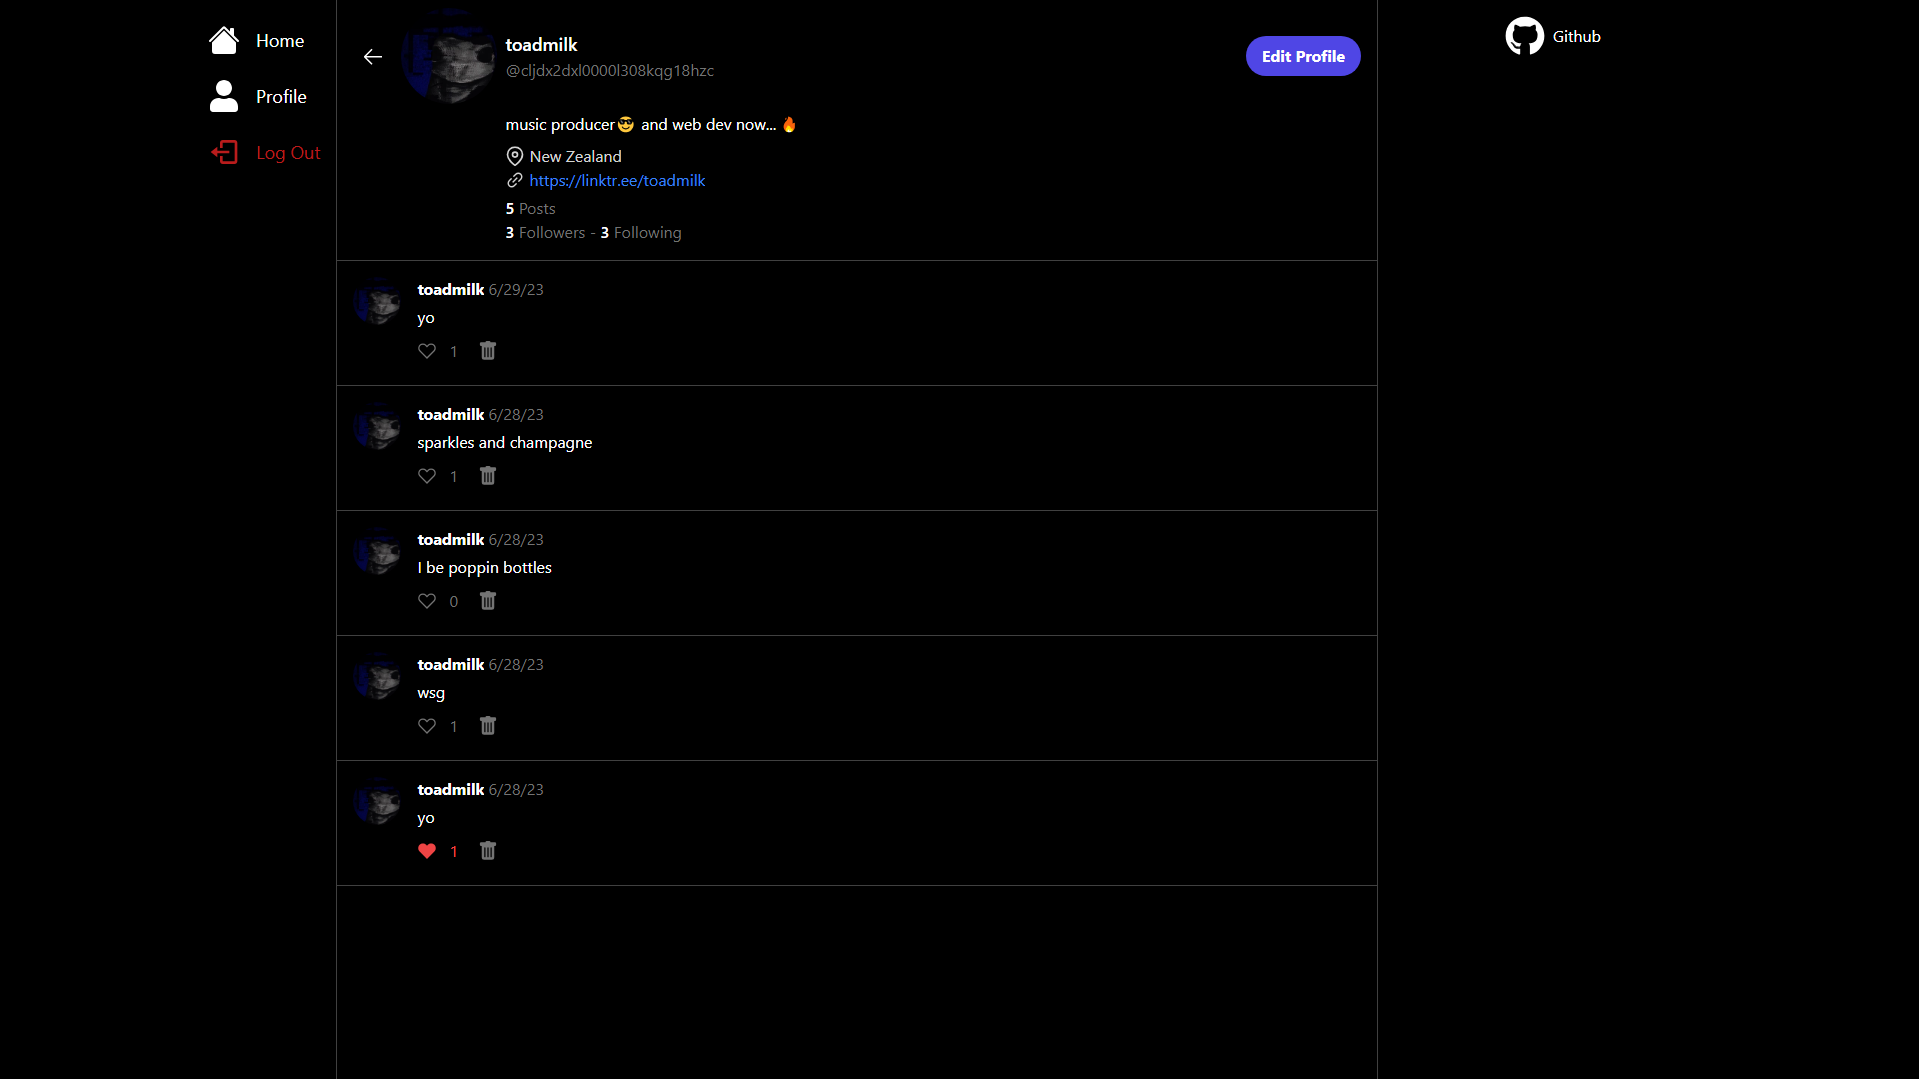 Home
Profile
Log Out
toadmilk
@cljdx2dxl0000l308kqg18hzc
Edit Profile
music producer😎 and web dev now... 🔥
New Zealand
https://linktr.ee/toadmilk
5 Posts
3 Followers - 3 Following
toadmilk 6/29/23
yo
1
toadmilk 6/28/23
sparkles and champagne
1
toadmilk 6/28/23
I be poppin bottles
0
toadmilk 6/28/23
wsg
1
toadmilk 6/28/23
yo
1
Github